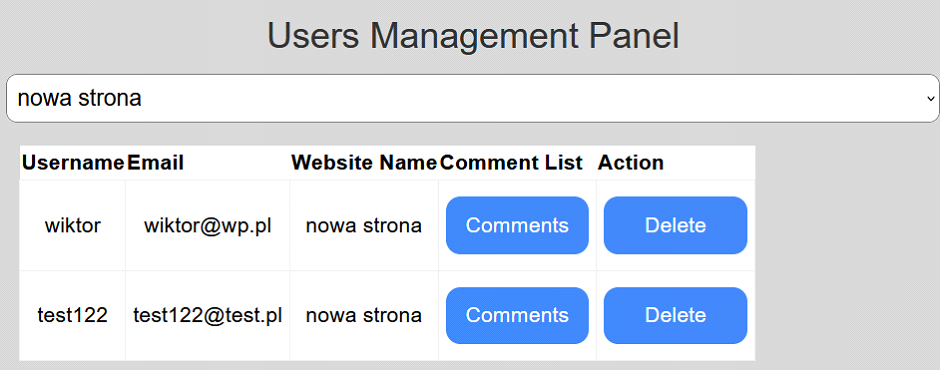 Users Management Panel
nowa strona
Username Email Website Name Comment List Action
wiktor wiktor@wp.pl nowa strona Comments Delete
test122 test122@test.pl nowa strona Comments Delete